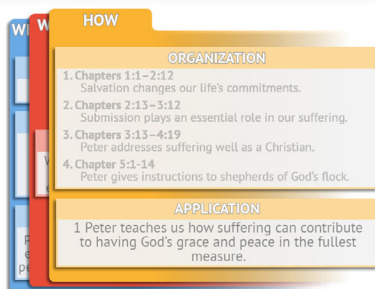 WI
W
HOW
ORGANIZATION
1. Chapters 1:1–2:12
Salvation changes our life's commitments.
2. Chapters 2:13–3:12
Submission plays an essential role in our suffering.
3. Chapters 3:13–4:19
Peter addresses suffering well as a Christian.
4. Chapter 5:1-14
Peter gives instructions to shepherds of God's flock.
APPLICATION
1 Peter teaches us how suffering can contribute
to having God's grace and peace in the fullest
measure.